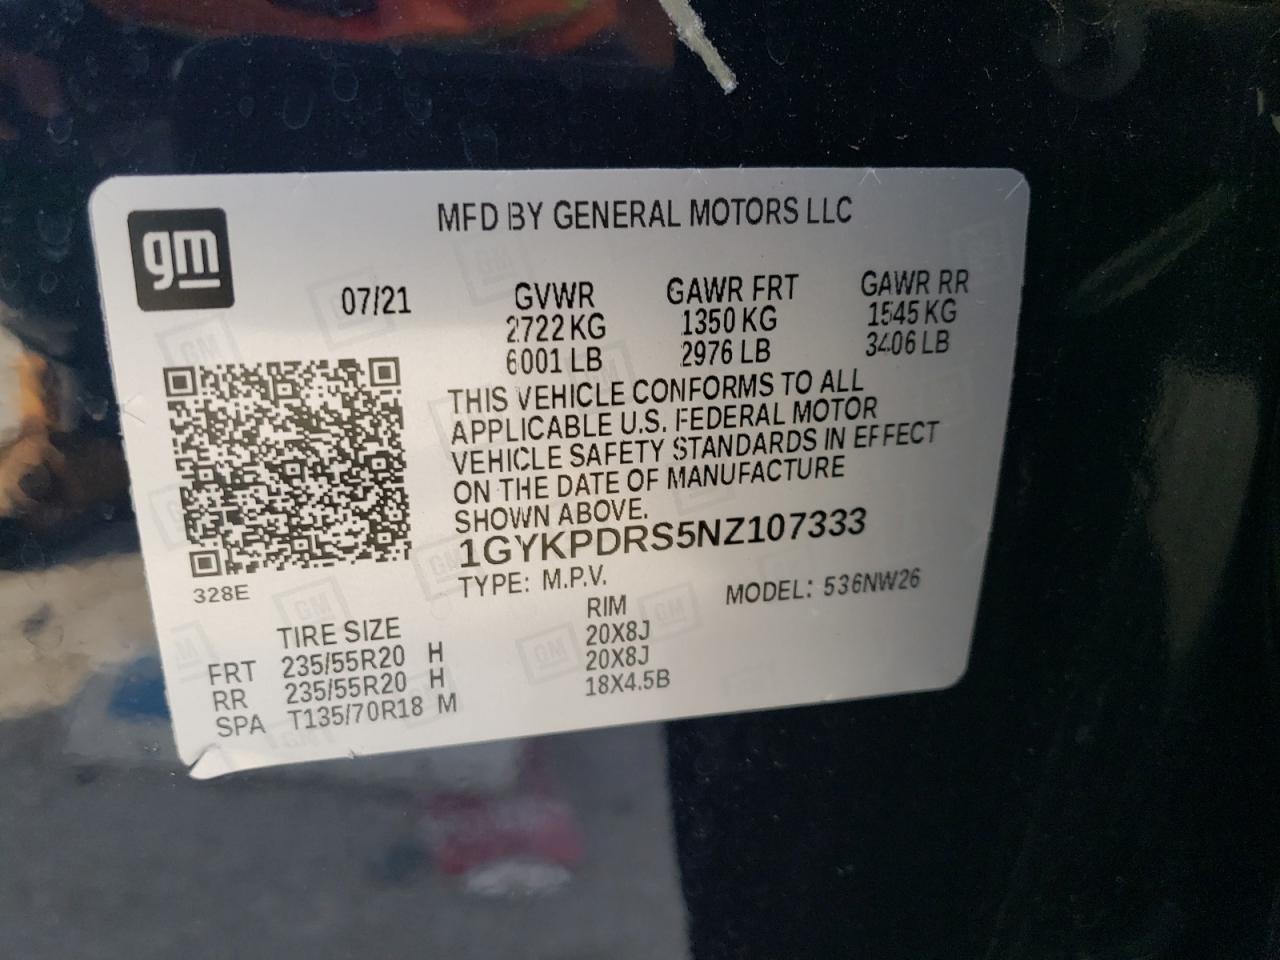 gm
MFD BY GENERAL MOTORS LLC
07/21 GVWR GAWR FRT GAWR RR
2722 KG 1350 KG 1545 KG
6001 LB 2976 LB 3406 LB
THIS VEHICLE CONFORMS TO ALL
APPLICABLE U.S. FEDERAL MOTOR
VEHICLE SAFETY STANDARDS IN EFFECT
ON THE DATE OF MANUFACTURE
SHOWN ABOVE.
1GYKPDRS5NZ107333
328E
TYPE: M.P.V. MODEL: 536NW26
TIRE SIZE RIM
FRT 235/55R20 H 20X8J
RR 235/55R20 H 20X8J
SPA T135/70R18 M 18X4.5B